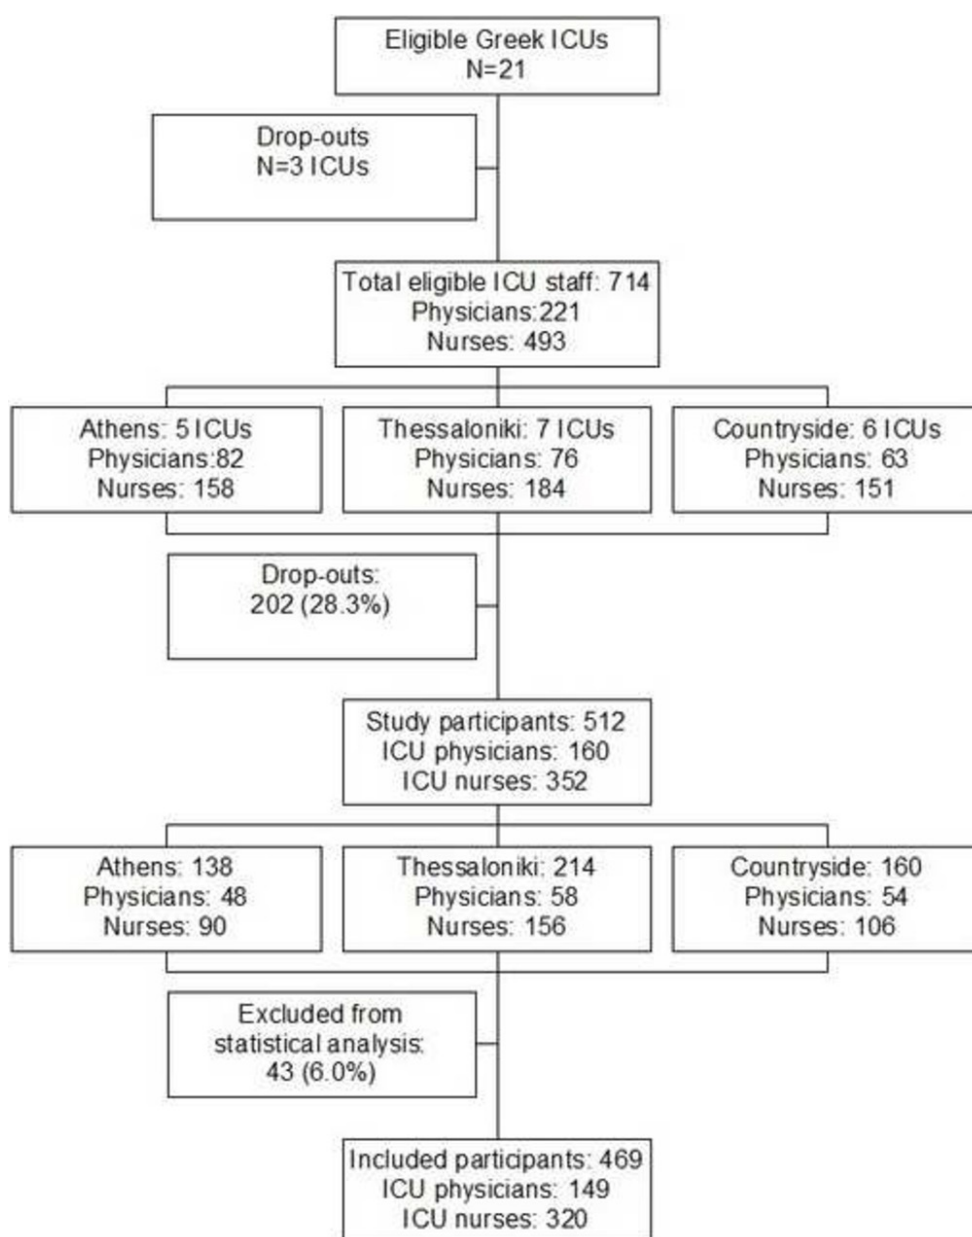 Eligible Greek ICUs
N=21
Drop-outs
N=3 ICUs
Total eligible ICU staff: 714
Physicians:221
Nurses: 493
Athens: 5 ICUs
Physicians:82
Nurses: 158
Thessaloniki: 7 ICUs
Physicians: 76
Nurses: 184
Countryside: 6 ICUs
Physicians: 63
Nurses: 151
Drop-outs:
202 (28.3%)
Study participants: 512
ICU physicians: 160
ICU nurses: 352
Athens: 138
Physicians: 48
Nurses: 90
Thessaloniki: 214
Physicians: 58
Nurses: 156
Countryside: 160
Physicians: 54
Nurses: 106
Excluded from
statistical analysis:
43 (6.0%)
Included participants: 469
ICU physicians: 149
ICU nurses: 320